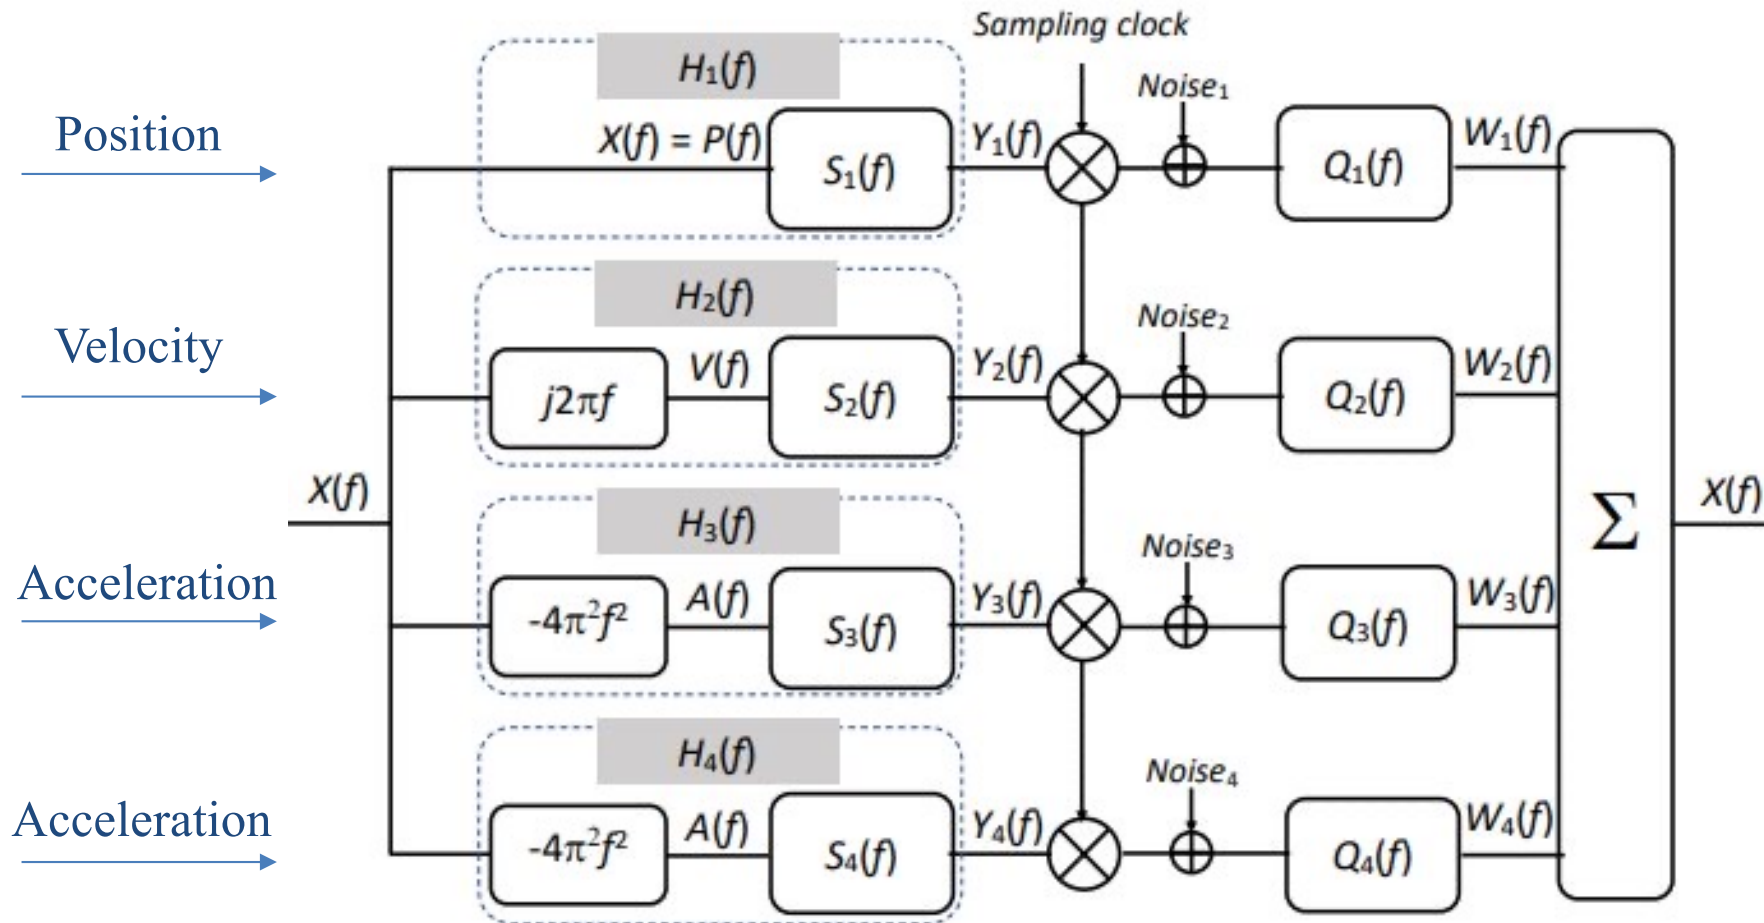 Sampling clock
H₁(f)
Noise₁
Position
X(f) = P(f)
S₁(f)
Y₁(f)
Q₁(f)
W₁(f)
H₂(f)
Noise₂
Velocity
j2πf
V(f)
S₂(f)
Y₂(f)
Q₂(f)
W₂(f)
X(f)
H₃(f)
Noise₃
Σ
X(f)
Acceleration
-4π²f²
A(f)
S₃(f)
Y₃(f)
Q₃(f)
W₃(f)
H₄(f)
Noise₄
Acceleration
-4π²f²
A(f)
S₄(f)
Y₄(f)
Q₄(f)
W₄(f)